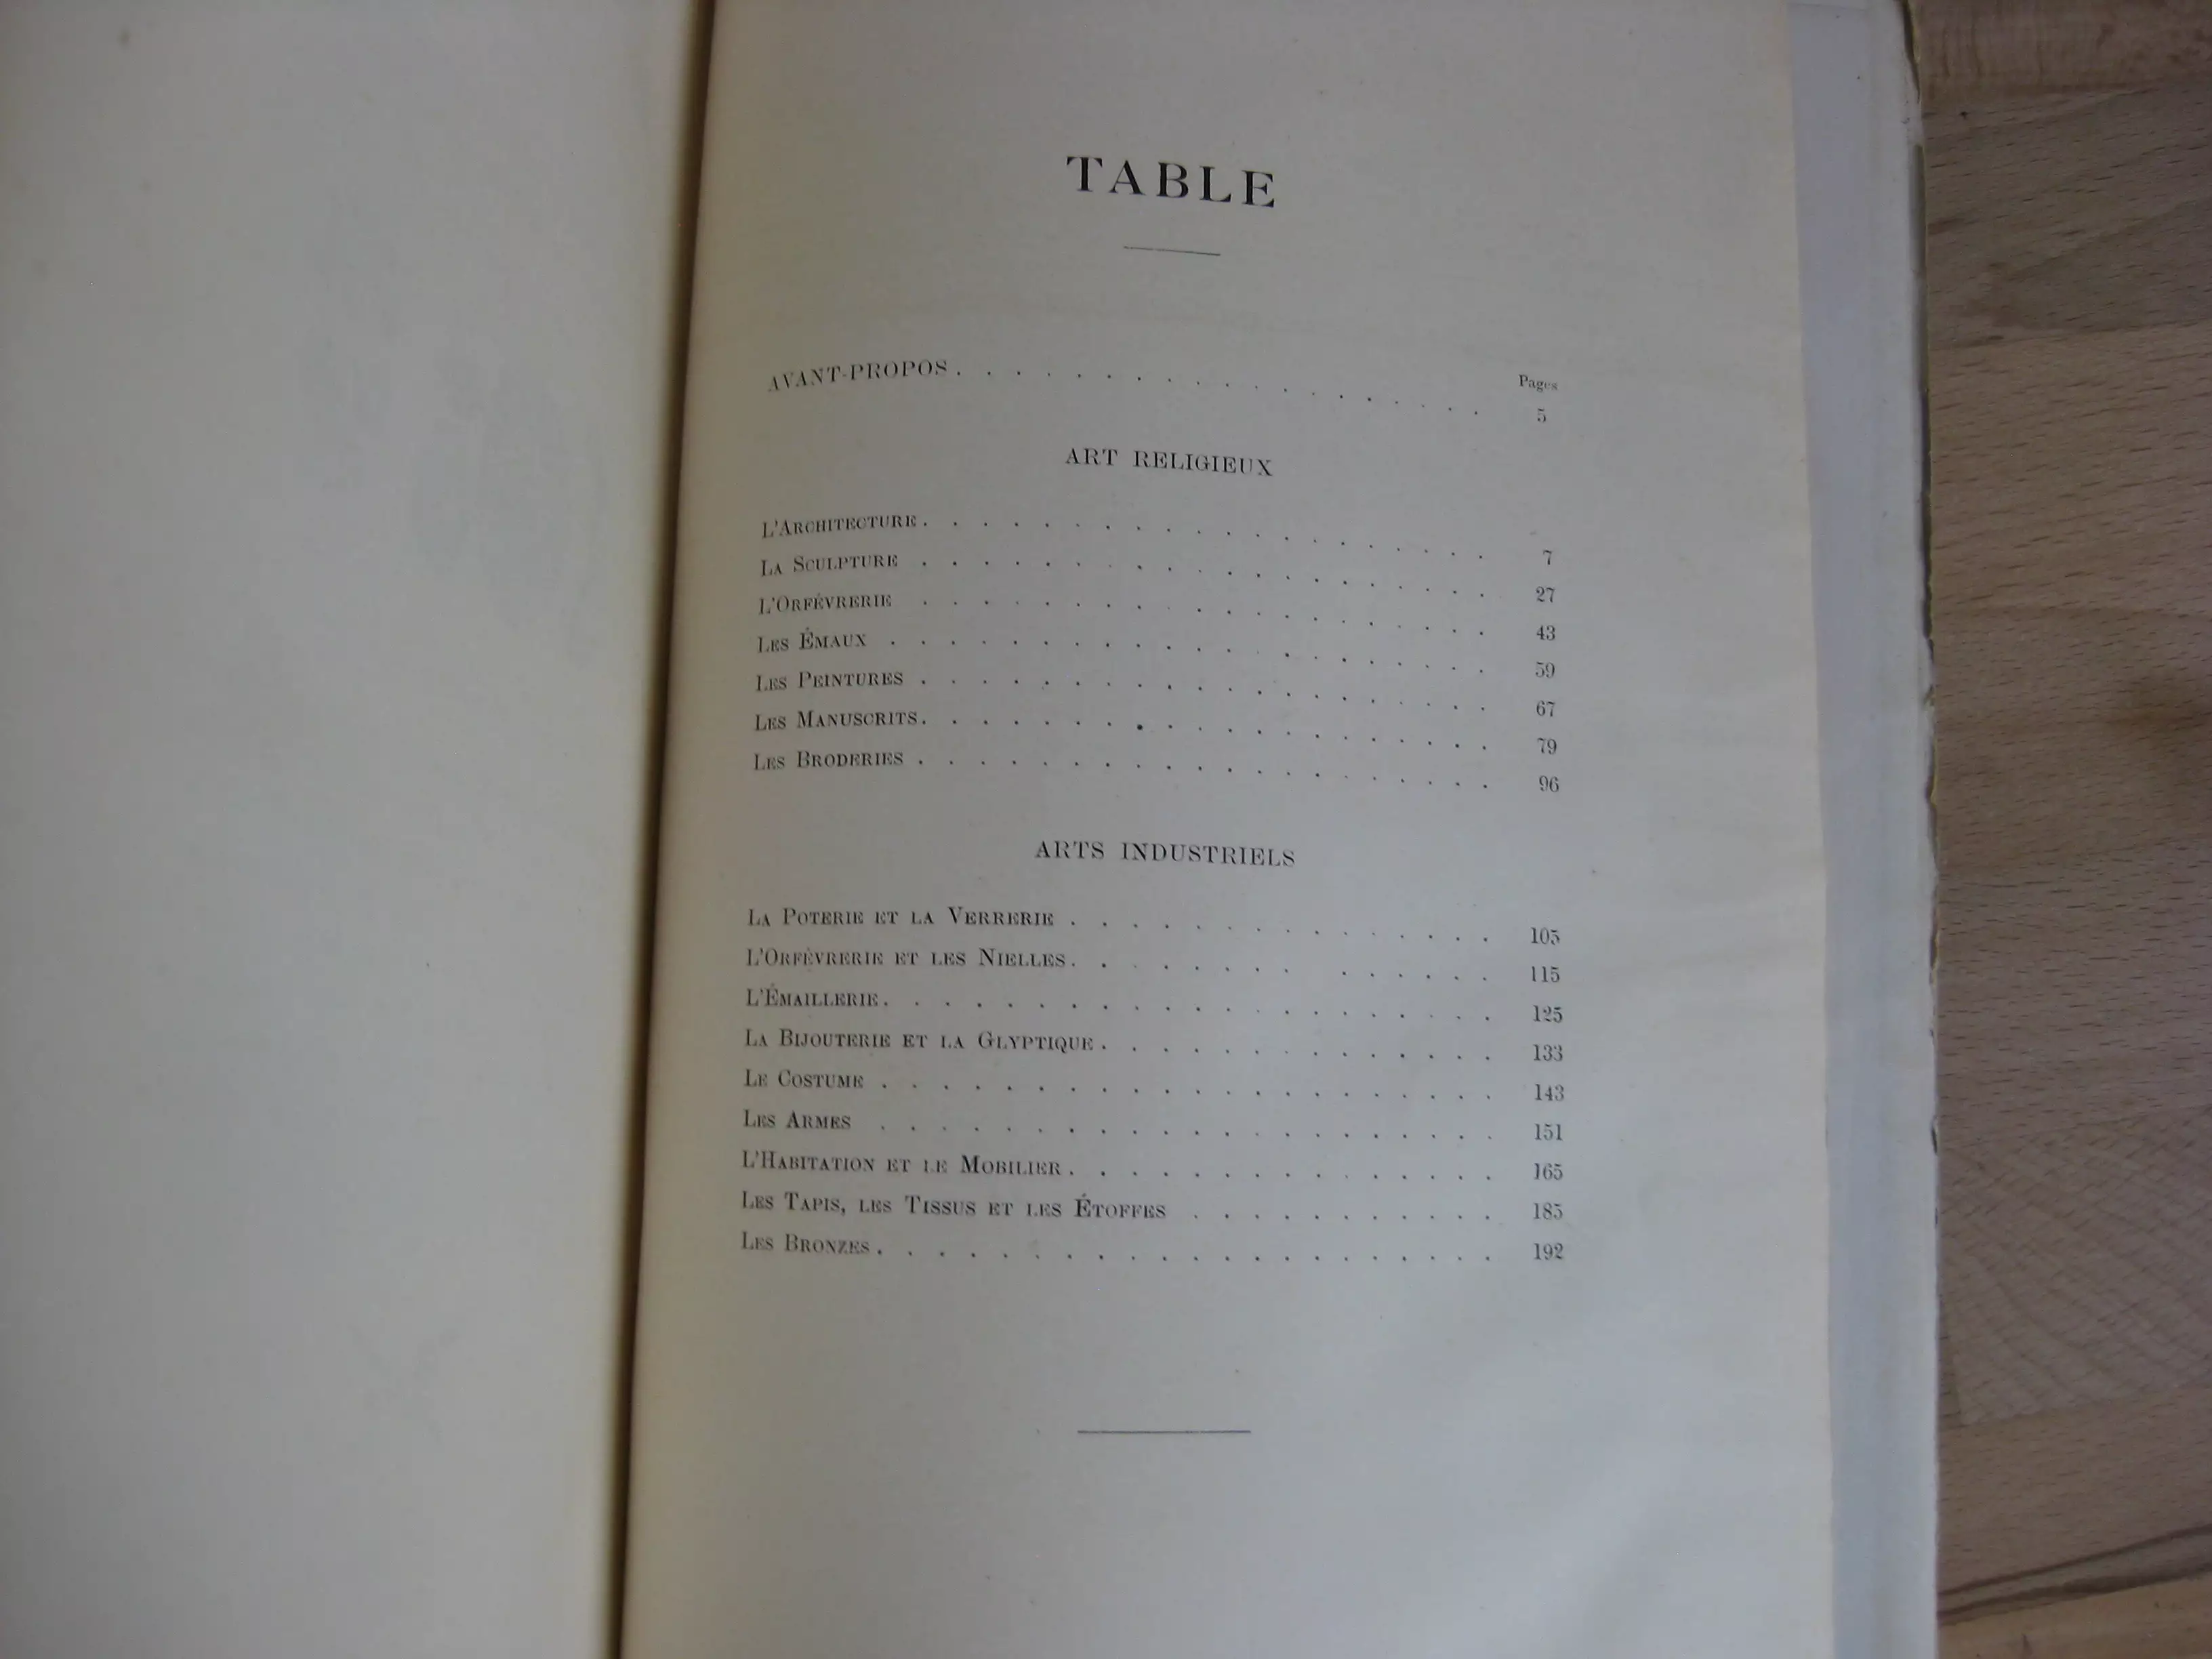 TABLE
Pages
AVANT-PROPOS . . . . . . . . . . . . . . . . . . 5
ART RELIGIEUX
L'ARCHITECTURE . . . . . . . . . . . . . . . . . . . 7
LA SCULPTURE . . . . . . . . . . . . . . . . . . . 27
L'ORFÉVRERIE . . . . . . . . . . . . . . . . . . . 43
LES ÉMAUX . . . . . . . . . . . . . . . . . . . . 59
LES PEINTURES . . . . . . . . . . . . . . . . . . . 67
LES MANUSCRITS . . . . . . . . . . . . . . . . . . . 79
LES BRODERIES . . . . . . . . . . . . . . . . . . . 96
ARTS INDUSTRIELS
LA POTERIE ET LA VERRERIE . . . . . . . . . . . . . . 105
L'ORFÈVRERIE ET LES NIELLES . . . . . . . . . . . . . . 115
L'ÉMAILLERIE . . . . . . . . . . . . . . . . . . . . 125
LA BIJOUTERIE ET LA GLYPTIQUE . . . . . . . . . . . . . 133
LE COSTUME . . . . . . . . . . . . . . . . . . . . 143
LES ARMES . . . . . . . . . . . . . . . . . . . . 151
L'HABITATION ET LE MOBILIER . . . . . . . . . . . . . . 165
LES TAPIS, LES TISSUS ET LES ÉTOFFES . . . . . . . . . . 185
LES BRONZES . . . . . . . . . . . . . . . . . . . . 192